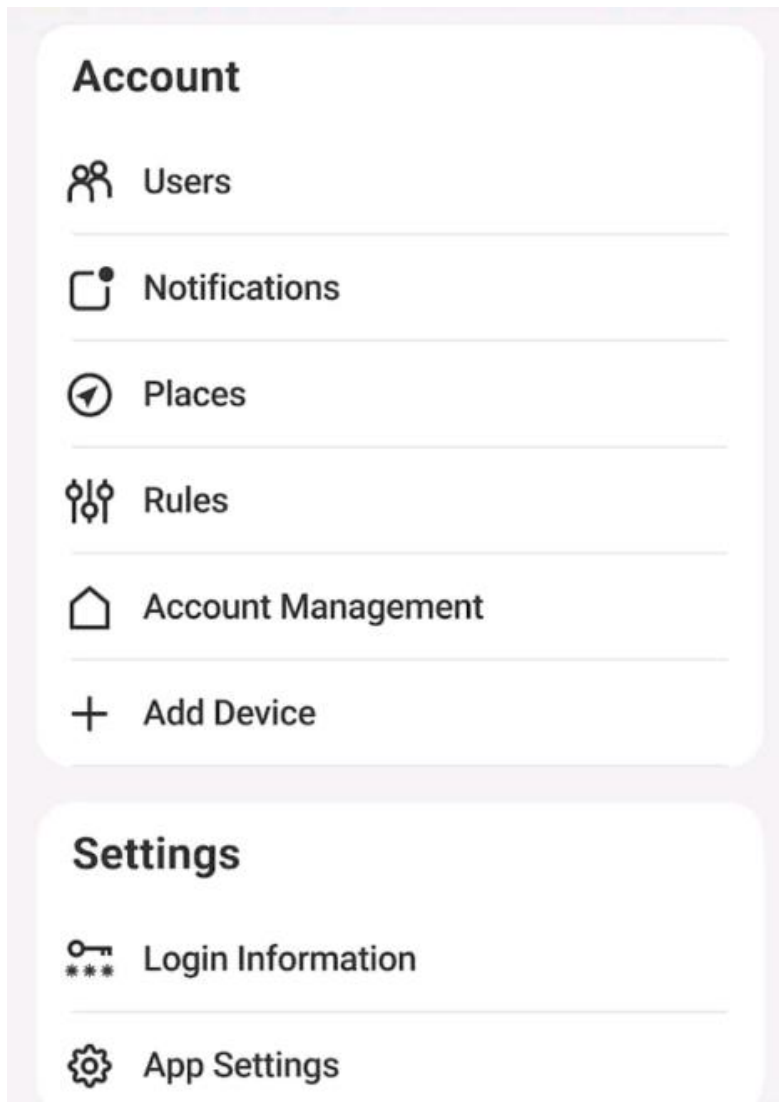 Account
Users
Notifications
Places
Rules
Account Management
Add Device
Settings
Login Information
App Settings